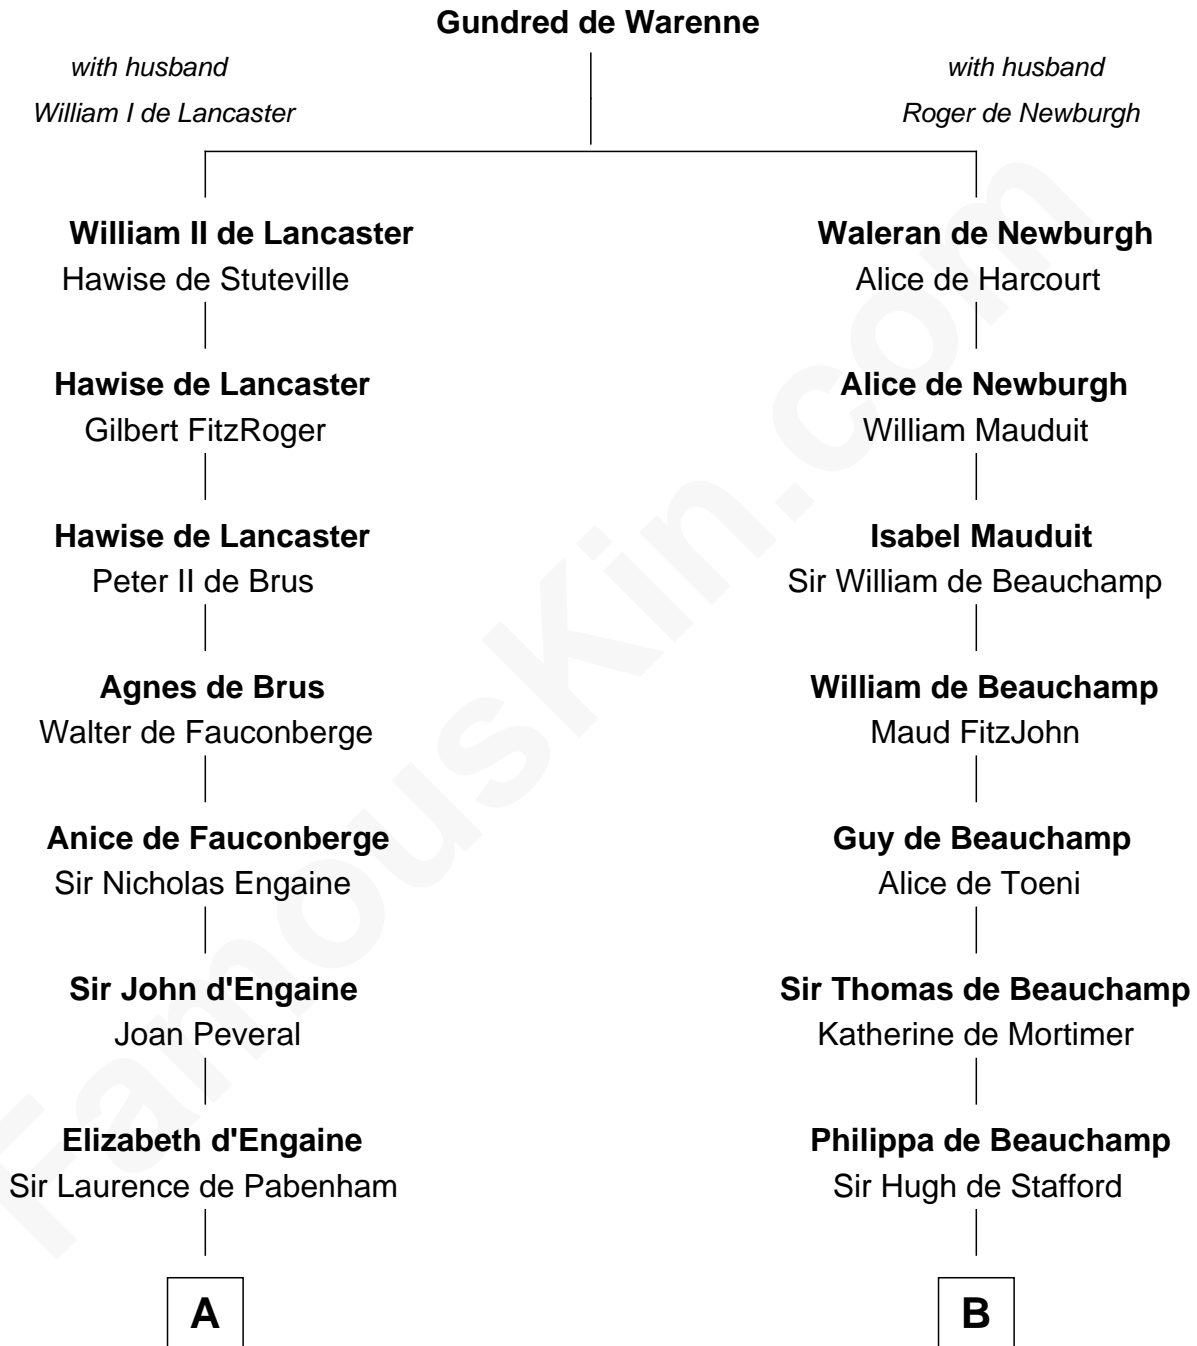 Gundred de Warenne
with husband
William I de Lancaster
with husband
Roger de Newburgh
William II de Lancaster
Hawise de Stuteville
Waleran de Newburgh
Alice de Harcourt
Hawise de Lancaster
Gilbert FitzRoger
Alice de Newburgh
William Mauduit
Hawise de Lancaster
Peter II de Brus
Isabel Mauduit
Sir William de Beauchamp
Agnes de Brus
Walter de Fauconberge
William de Beauchamp
Maud FitzJohn
Anice de Fauconberge
Sir Nicholas Engaine
Guy de Beauchamp
Alice de Toeni
Sir John d'Engaine
Joan Peveral
Sir Thomas de Beauchamp
Katherine de Mortimer
Elizabeth d'Engaine
Sir Laurence de Pabenham
Philippa de Beauchamp
Sir Hugh de Stafford
A
B
FamousKin.com